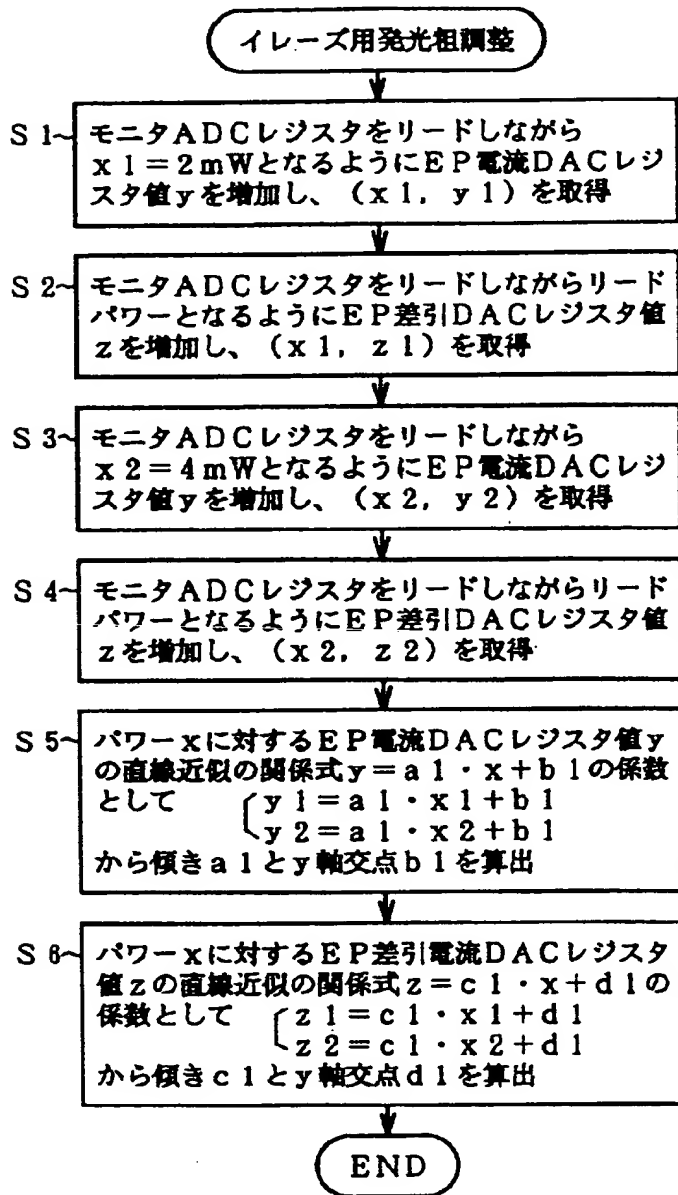 イレーズ用発光粗調整
S1~ モニタADCレジスタをリードしながら
x1=2mWとなるようにEP電流DACレジ
スタ値yを増加し、(x1,y1)を取得
S2~ モニタADCレジスタをリードしながらリード
パワーとなるようにEP差引DACレジスタ値
zを増加し、(x1,z1)を取得
S3~ モニタADCレジスタをリードしながら
x2=4mWとなるようにEP電流DACレジ
スタ値yを増加し、(x2,y2)を取得
S4~ モニタADCレジスタをリードしながらリード
パワーとなるようにEP差引DACレジスタ値
zを増加し、(x2,z2)を取得
S5~ パワーxに対するEP電流DACレジスタ値y
の直線近似の関係式y=a1・x+b1の係数
として y1=a1・x1+b1
y2=a1・x2+b1
から傾きa1とy軸交点b1を算出
S6~ パワーxに対するEP差引電流DACレジスタ
値zの直線近似の関係式z=c1・x+d1の
係数として z1=c1・x1+d1
z2=c1・x2+d1
から傾きc1とy軸交点d1を算出
END